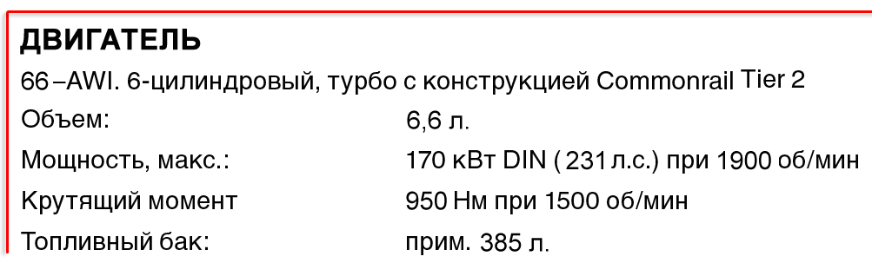 ДВИГАТЕЛЬ
66–AWI. 6-цилиндровый, турбо с конструкцией Commonrail Tier 2
Объем: 6,6 л.
Мощность, макс.: 170 кВт DIN ( 231 л.с.) при 1900 об/мин
Крутящий момент 950 Нм при 1500 об/мин
Топливный бак: прим. 385 л.